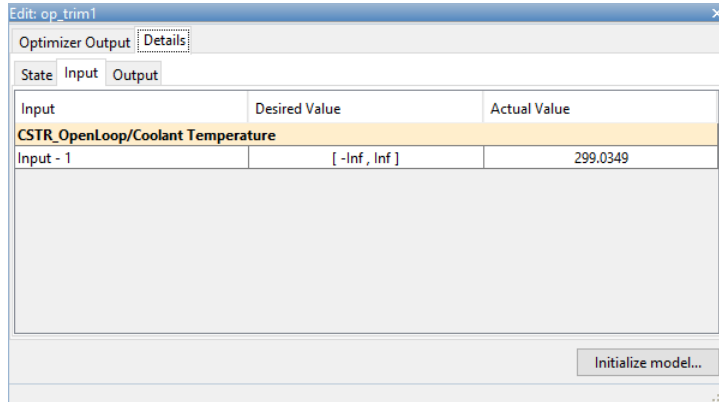 Edit: op_trim1
Optimizer Output Details
State Input Output
Input Desired Value Actual Value
CSTR_OpenLoop/Coolant Temperature
Input - 1 [ -Inf , Inf ] 299.0349
Initialize model...